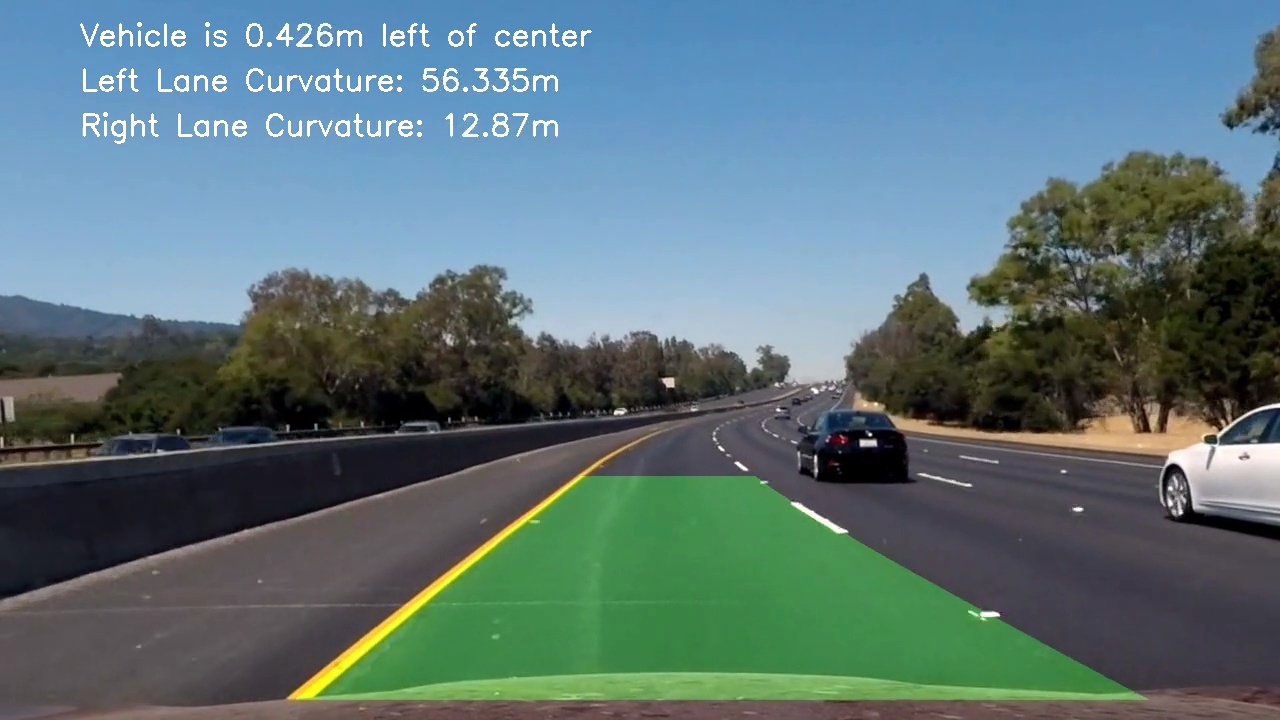 Vehicle is 0.426m left of center
Left Lane Curvature: 56.335m
Right Lane Curvature: 12.87m